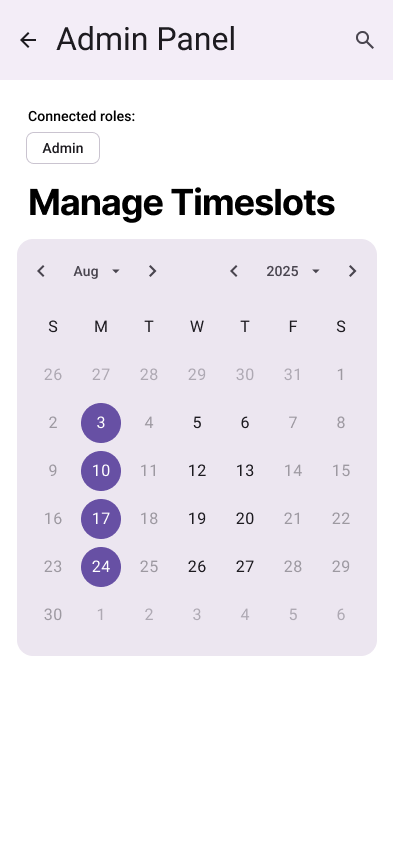 Admin Panel
Connected roles:
Admin
Manage Timeslots
Aug 2025
S M T W T F S
26 27 28 29 30 31 1
2 3 4 5 6 7 8
9 10 11 12 13 14 15
16 17 18 19 20 21 22
23 24 25 26 27 28 29
30 1 2 3 4 5 6